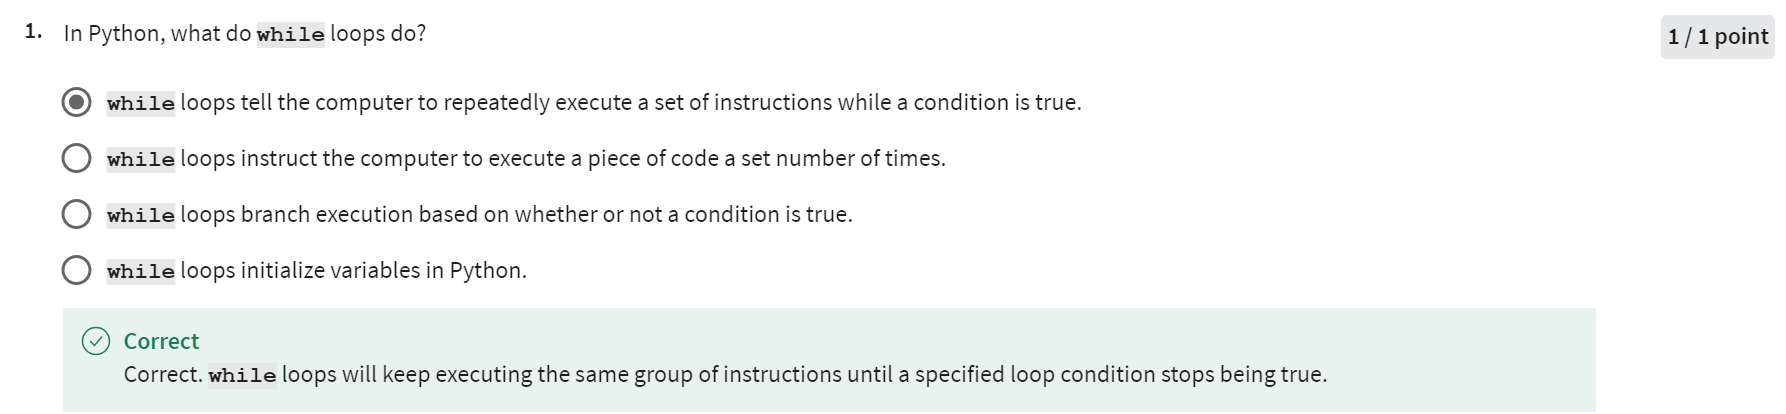 1. In Python, what do while loops do?
1 / 1 point
while loops tell the computer to repeatedly execute a set of instructions while a condition is true.
while loops instruct the computer to execute a piece of code a set number of times.
while loops branch execution based on whether or not a condition is true.
while loops initialize variables in Python.
Correct
Correct. while loops will keep executing the same group of instructions until a specified loop condition stops being true.